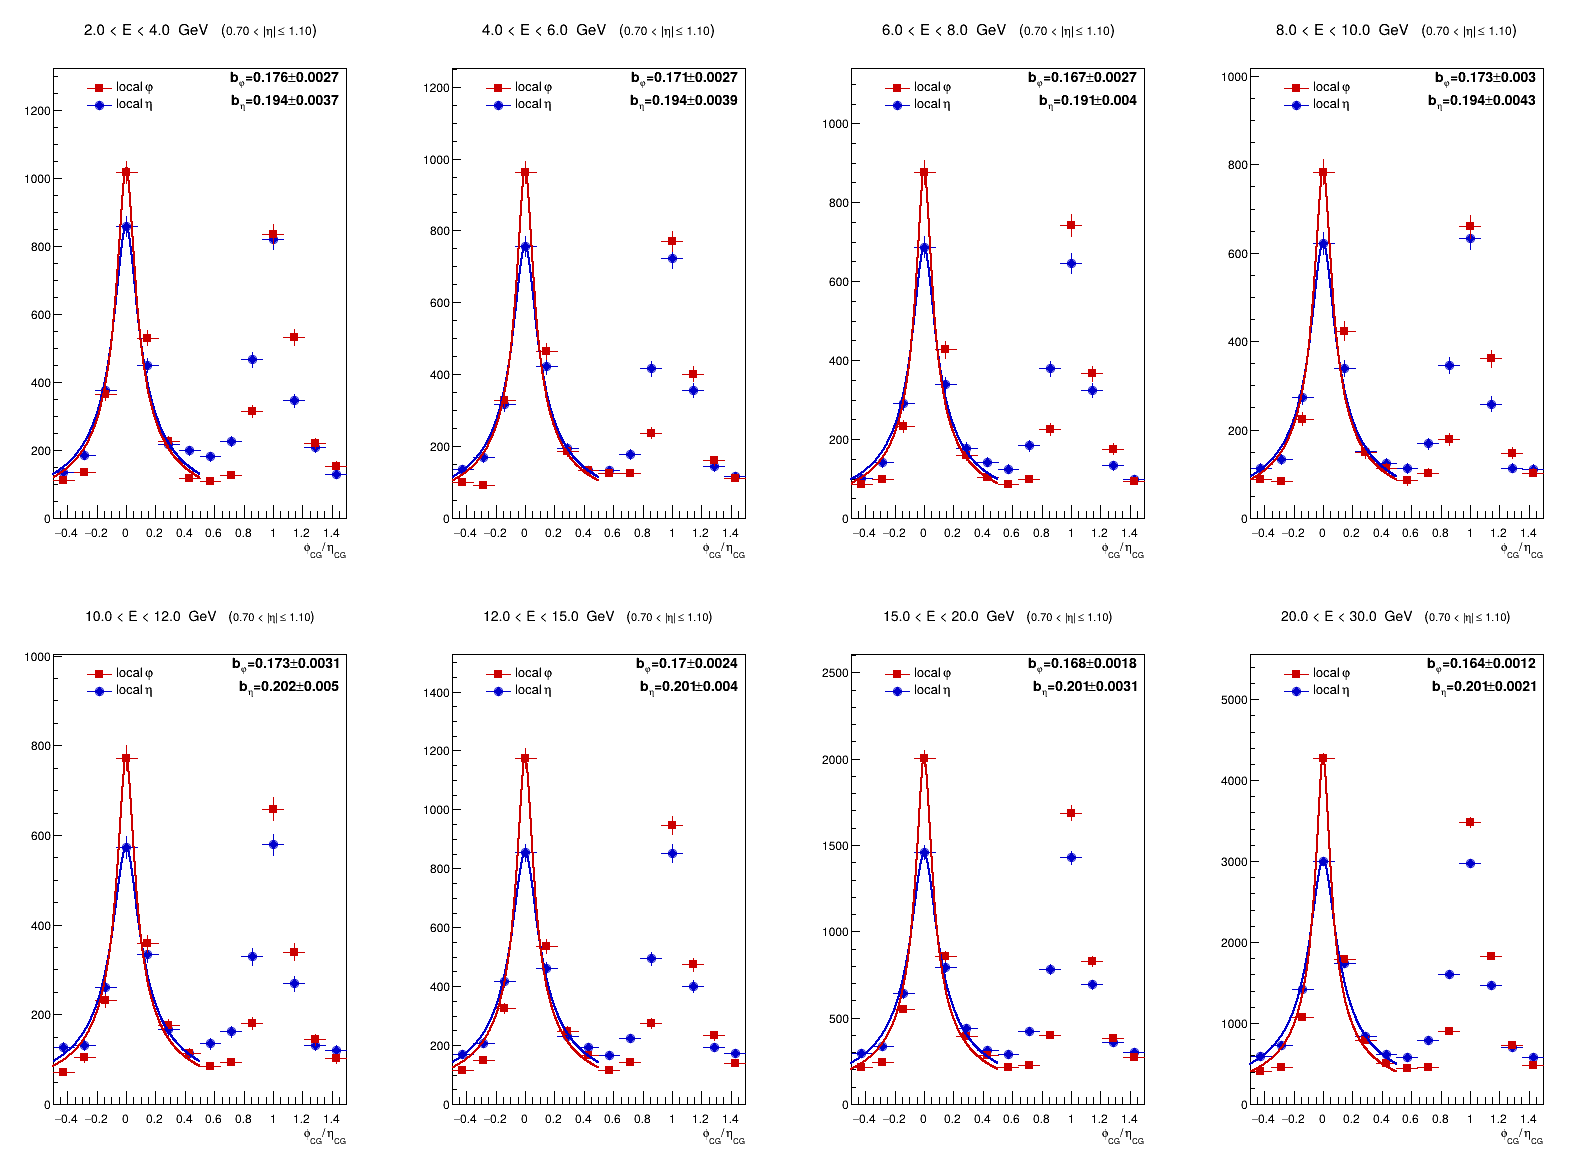 2.0 < E < 4.0 GeV (0.70 < |η| ≤ 1.10)
b_φ=0.176±0.0027
b_η=0.194±0.0037
local φ
local η
0 200 400 600 800 1000 1200
−0.4 −0.2 0 0.2 0.4 0.6 0.8 1 1.2 1.4
ϕ_CG/η_CG
4.0 < E < 6.0 GeV (0.70 < |η| ≤ 1.10)
b_φ=0.171±0.0027
b_η=0.194±0.0039
local φ
local η
0 200 400 600 800 1000 1200
−0.4 −0.2 0 0.2 0.4 0.6 0.8 1 1.2 1.4
ϕ_CG/η_CG
6.0 < E < 8.0 GeV (0.70 < |η| ≤ 1.10)
b_φ=0.167±0.0027
b_η=0.191±0.004
local φ
local η
0 200 400 600 800 1000
−0.4 −0.2 0 0.2 0.4 0.6 0.8 1 1.2 1.4
ϕ_CG/η_CG
8.0 < E < 10.0 GeV (0.70 < |η| ≤ 1.10)
b_φ=0.173±0.003
b_η=0.194±0.0043
local φ
local η
0 200 400 600 800 1000
−0.4 −0.2 0 0.2 0.4 0.6 0.8 1 1.2 1.4
ϕ_CG/η_CG
10.0 < E < 12.0 GeV (0.70 < |η| ≤ 1.10)
b_φ=0.173±0.0031
b_η=0.202±0.005
local φ
local η
0 200 400 600 800 1000
−0.4 −0.2 0 0.2 0.4 0.6 0.8 1 1.2 1.4
ϕ_CG/η_CG
12.0 < E < 15.0 GeV (0.70 < |η| ≤ 1.10)
b_φ=0.17±0.0024
b_η=0.201±0.004
local φ
local η
0 200 400 600 800 1000 1200 1400
−0.4 −0.2 0 0.2 0.4 0.6 0.8 1 1.2 1.4
ϕ_CG/η_CG
15.0 < E < 20.0 GeV (0.70 < |η| ≤ 1.10)
b_φ=0.168±0.0018
b_η=0.201±0.0031
local φ
local η
0 500 1000 1500 2000 2500
−0.4 −0.2 0 0.2 0.4 0.6 0.8 1 1.2 1.4
ϕ_CG/η_CG
20.0 < E < 30.0 GeV (0.70 < |η| ≤ 1.10)
b_φ=0.164±0.0012
b_η=0.201±0.0021
local φ
local η
0 1000 2000 3000 4000 5000
−0.4 −0.2 0 0.2 0.4 0.6 0.8 1 1.2 1.4
ϕ_CG/η_CG